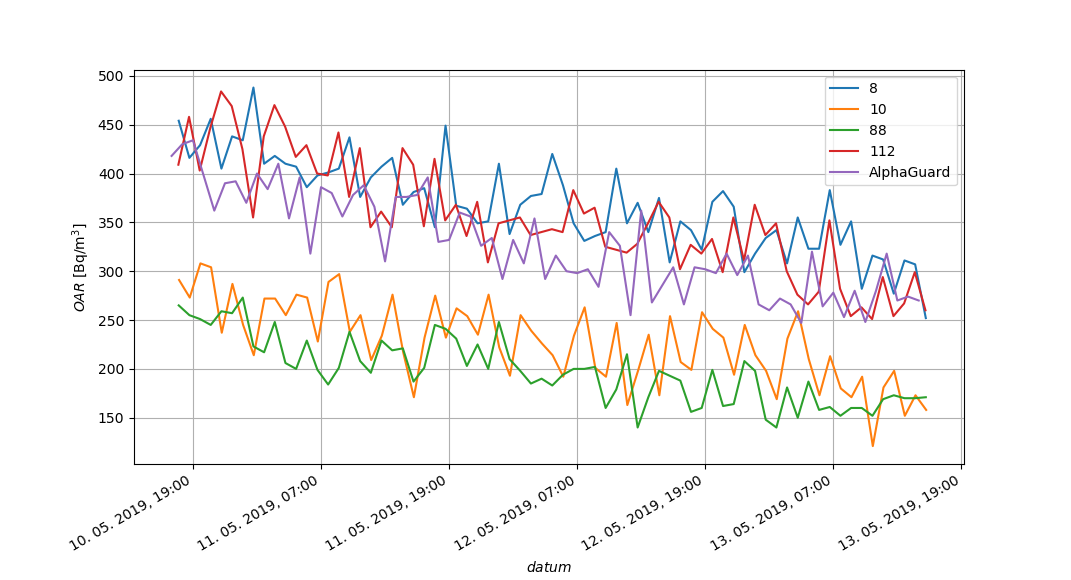 500
450
400
350
300
250
200
150
OAR [Bq/m³]
8
10
88
112
AlphaGuard
10. 05. 2019, 19:00
11. 05. 2019, 07:00
11. 05. 2019, 19:00
12. 05. 2019, 07:00
12. 05. 2019, 19:00
13. 05. 2019, 07:00
13. 05. 2019, 19:00
datum